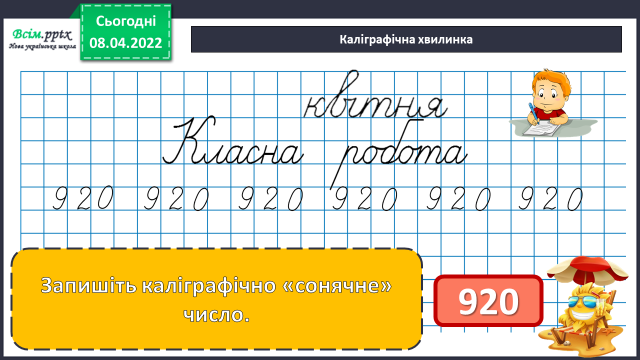 Всім.pptx
Нова українська школа
Сьогодні
08.04.2022
Каліграфічна хвилинка
квітня
Класна робота
920 920 920 920 920 920
Запишіть каліграфічно «сонячне»
число.
920